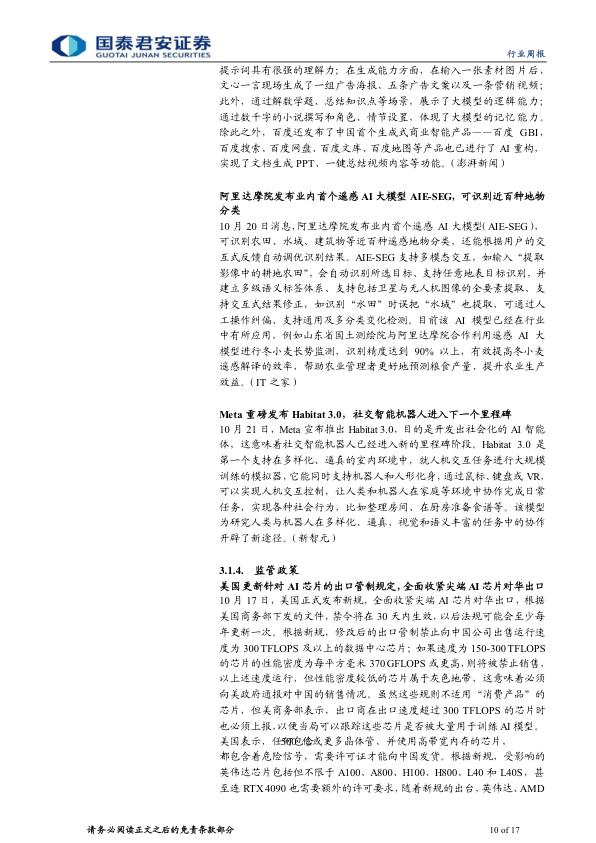 国泰君安证券
GUOTAI JUNAN SECURITIES
行业周报
提示词具有很强的理解力；在生成能力方面，在输入一张素材图片后，
文心一言现场生成了一组广告海报、五条广告文案以及一条营销视频；
此外，通过解数学题、总结知识点等场景，展示了大模型的逻辑能力；
通过数千字的小说撰写和角色、情节设置，体现了大模型的记忆能力。
除此之外，百度还发布了中国首个生成式商业智能产品——百度 GBI，
百度搜索、百度网盘、百度文库、百度地图等产品也已进行了 AI 重构，
实现了文档生成 PPT、一键总结视频内容等功能。（澎湃新闻）
阿里达摩院发布业内首个遥感 AI 大模型 AIE-SEG，可识别近百种地物
分类
10 月 20 日消息，阿里达摩院发布业内首个遥感 AI 大模型（AIE-SEG），
可识别农田、水域、建筑物等近百种遥感地物分类，还能根据用户的交
互式反馈自动调优识别结果。AIE-SEG 支持多模态交互，如输入“提取
影像中的耕地农田”，会自动识别所选目标、支持任意地表目标识别，并
建立多级语义标签体系、支持包括卫星与无人机图像的全要素提取、支
持交互式结果修正，如识别“水田”时误把“水域”也提取，可通过人
工操作纠偏、支持通用及多分类变化检测。目前该 AI 模型已经在行业
中有所应用，例如山东省国土测绘院与阿里达摩院合作利用遥感 AI 大
模型进行冬小麦长势监测，识别精度达到 90% 以上，有效提高冬小麦
遥感解译的效率，帮助农业管理者更好地预测粮食产量，提升农业生产
效益。（IT 之家）
Meta 重磅发布 Habitat 3.0，社交智能机器人进入下一个里程碑
10 月 21 日，Meta 宣布推出 Habitat 3.0，目的是开发出社会化的 AI 智能
体，这意味着社交智能机器人已经进入新的里程碑阶段。Habitat 3.0 是
第一个支持在多样化、逼真的室内环境中，就人机交互任务进行大规模
训练的模拟器，它能同时支持机器人和人形化身，通过鼠标、键盘或 VR，
可以实现人机交互控制，让人类和机器人在家庭等环境中协作完成日常
任务，实现各种社会行为，比如整理房间、在厨房准备食谱等。该模型
为研究人类与机器人在多样化、逼真、视觉和语义丰富的任务中的协作
开辟了新途径。（新智元）
3.1.4. 监管政策
美国更新针对 AI 芯片的出口管制规定，全面收紧尖端 AI 芯片对华出口
10 月 17 日，美国正式发布新规，全面收紧尖端 AI 芯片对华出口，根据
美国商务部下发的文件，禁令将在 30 天内生效，以后法规可能会至少每
年更新一次。根据新规，修改后的出口管制禁止向中国公司出售运行速
度为 300 TFLOPS 及以上的数据中心芯片；如果速度为 150-300 TFLOPS
的芯片的性能密度为每平方毫米 370 GFLOPS 或更高，则将被禁止销售，
以上述速度运行，但性能密度较低的芯片属于灰色地带，这意味着必须
向美政府通报对中国的销售情况。虽然这些规则不适用“消费产品”的
芯片，但美商务部表示，出口商在出口速度超过 300 TFLOPS 的芯片时
也必须上报，以便当局可以跟踪这些芯片是否被大量用于训练 AI 模型。
美国表示，任何包含 或更多晶体管、并使用高带宽内存的芯片，
都包含着危险信号，需要许可证才能向中国发货。根据新规，受影响的
英伟达芯片包括但不限于 A100、A800、H100、H800、L40 和 L40S，甚
至连 RTX 4090 也需要额外的许可要求，随着新规的出台，英伟达、AMD
请务必阅读正文之后的免责条款部分
10 of 17